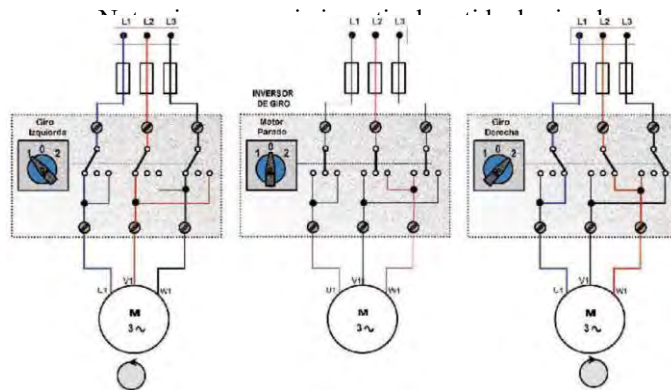 L1 L2 L3
Giro
Izquierda
1 0 2
U1 V1 W1
M
3 ~
L1 L2 L3
INVERSOR
DE GIRO
Motor
Parado
1 0 2
U1 V1 W1
M
3 ~
L1 L2 L3
Giro
Derecha
1 0 2
U1 V1 W1
M
3 ~